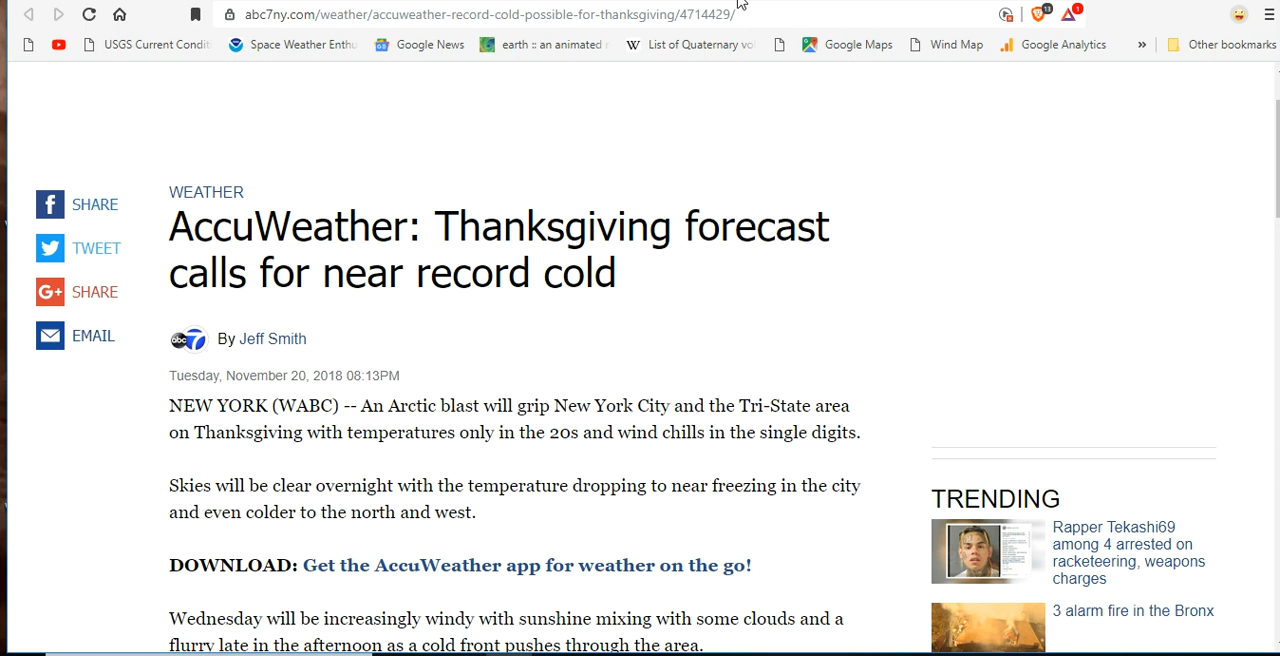 abc7ny.com/weather/accuweather-record-cold-possible-for-thanksgiving/4714429/
13
1
USGS Current Condit
Space Weather Enthu
Google News
earth :: an animated
W
List of Quaternary vo
Google Maps
Wind Map
Google Analytics
»
Other bookmarks
WEATHER
AccuWeather: Thanksgiving forecast
calls for near record cold
f SHARE
TWEET
G+ SHARE
EMAIL
abc 7 By Jeff Smith
Tuesday, November 20, 2018 08:13PM
NEW YORK (WABC) -- An Arctic blast will grip New York City and the Tri-State area
on Thanksgiving with temperatures only in the 20s and wind chills in the single digits.
Skies will be clear overnight with the temperature dropping to near freezing in the city
and even colder to the north and west.
DOWNLOAD: Get the AccuWeather app for weather on the go!
Wednesday will be increasingly windy with sunshine mixing with some clouds and a
flurry late in the afternoon as a cold front pushes through the area.
TRENDING
Rapper Tekashi69
among 4 arrested on
racketeering, weapons
charges
3 alarm fire in the Bronx